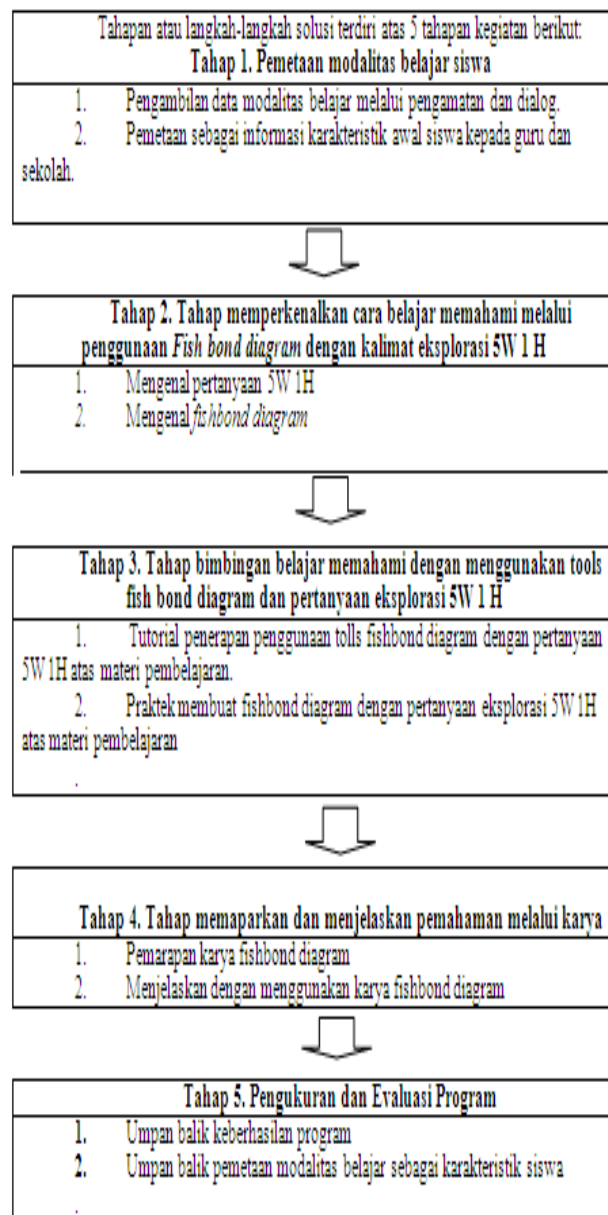 Tahapan atau langkah-langkah solusi terdiri atas 5 tahapan kegiatan berikut:
Tahap 1. Pemetaan modalitas belajar siswa
1. Pengambilan data modalitas belajar melalui pengamatan dan dialog.
2. Pemetaan sebagai informasi karakteristik awal siswa kepada guru dan
sekolah.
Tahap 2. Tahap memperkenalkan cara belajar memahami melalui
penggunaan Fish bond diagram dengan kalimat eksplorasi 5W 1 H
1. Mengenal pertanyaan 5W 1H
2. Mengenal fishbond diagram
Tahap 3. Tahap bimbingan belajar memahami dengan menggunakan tools
fish bond diagram dan pertanyaan eksplorasi 5W 1 H
1. Tutorial penerapan penggunaan tolls fishbond diagram dengan pertanyaan
5W 1H atas materi pembelajaran.
2. Praktek membuat fishbond diagram dengan pertanyaan eksplorasi 5W 1H
atas materi pembelajaran
.
Tahap 4. Tahap memaparkan dan menjelaskan pemahaman melalui karya
1. Pemarapan karya fishbond diagram
2. Menjelaskan dengan menggunakan karya fishbond diagram
Tahap 5. Pengukuran dan Evaluasi Program
1. Umpan balik keberhasilan program
2. Umpan balik pemetaan modalitas belajar sebagai karakteristik siswa
.